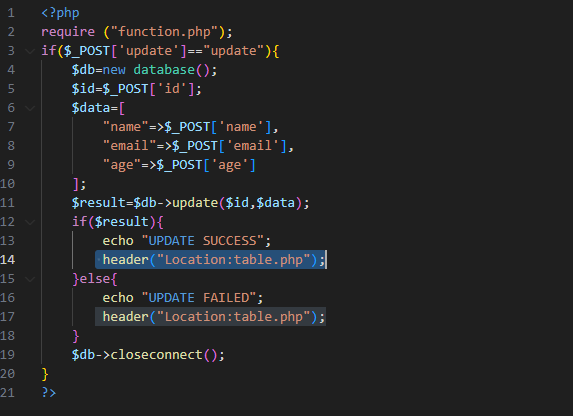 1 <?php
2 require ("function.php");
3 if($_POST['update']=="update"){
4     $db=new database();
5     $id=$_POST['id'];
6     $data=[
7         "name"=>$_POST['name'],
8         "email"=>$_POST['email'],
9         "age"=>$_POST['age']
10     ];
11     $result=$db->update($id,$data);
12     if($result){
13         echo "UPDATE SUCCESS";
14         header("Location:table.php");
15     }else{
16         echo "UPDATE FAILED";
17         header("Location:table.php");
18     }
19     $db->closeconnect();
20 }
21 ?>